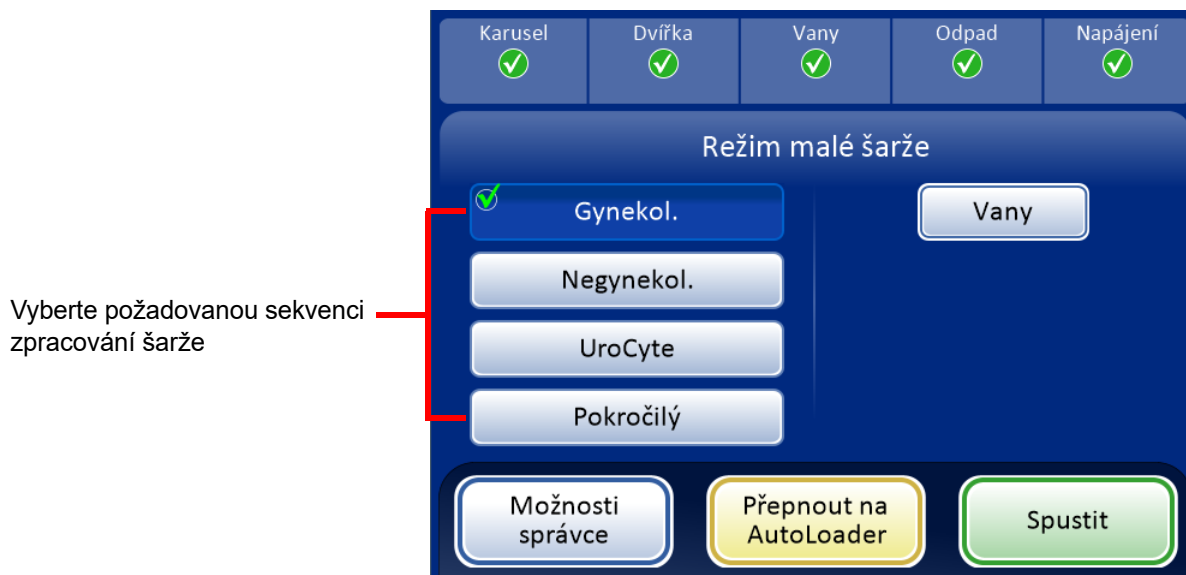 Karusel
Dvířka
Vany
Odpad
Napájení
Režim malé šarže
Gynekol.
Vany
Negynekol.
UroCyte
Pokročilý
Vyberte požadovanou sekvenci
zpracování šarže
Možnosti
správce
Přepnout na
AutoLoader
Spustit